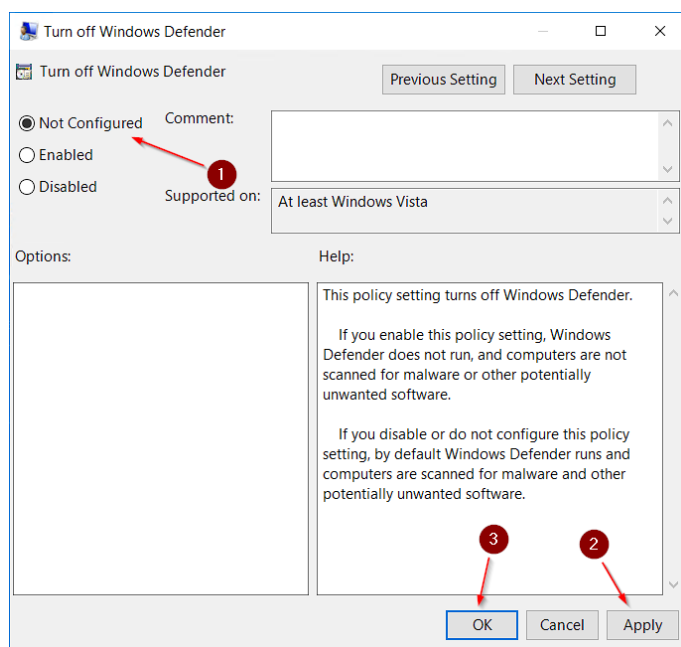 Turn off Windows Defender
Turn off Windows Defender
Previous Setting
Next Setting
Not Configured
Comment:
Enabled
1
Disabled
Supported on:
At least Windows Vista
Options:
Help:
This policy setting turns off Windows Defender.
If you enable this policy setting, Windows
Defender does not run, and computers are not
scanned for malware or other potentially
unwanted software.
If you disable or do not configure this policy
setting, by default Windows Defender runs and
computers are scanned for malware and other
potentially unwanted software.
3
2
OK
Cancel
Apply